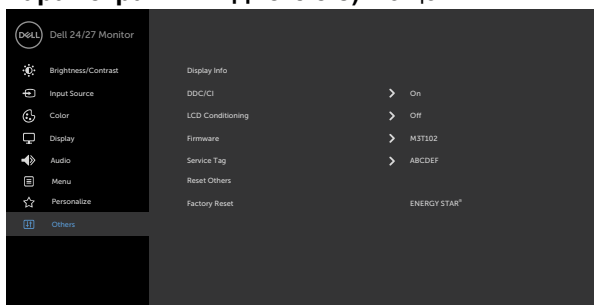 DELL Dell 24/27 Monitor
Brightness/Contrast Display Info
Input Source DDC/CI On
Color LCD Conditioning Off
Display Firmware M3T102
Audio Service Tag ABCDEF
Menu Reset Others
Personalize Factory Reset ENERGY STAR®
Others